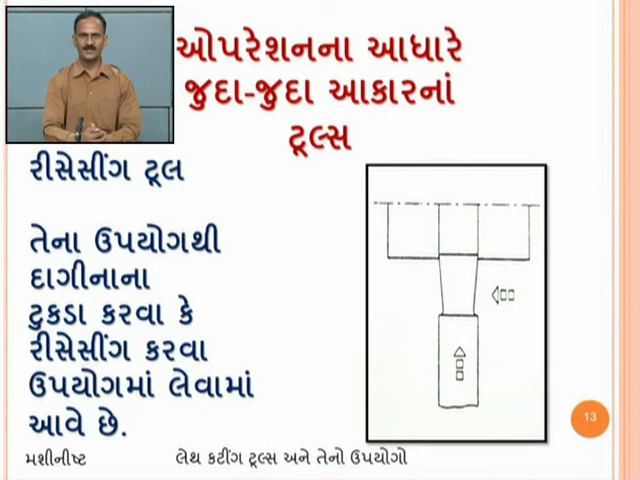 ઓપરેશનના આધારે
જુદા-જુદા આકારનાં
ટૂલ્સ
રીસેસીંગ ટૂલ
તેના ઉપયોગથી
દાગીનાના
ટુકડા કરવા કે
રીસેસીંગ કરવા
ઉપયોગમાં લેવામાં
આવે છે.
13
મશીનીષ્ટ
લેથ કટીંગ ટૂલ્સ અને તેનો ઉપયોગો